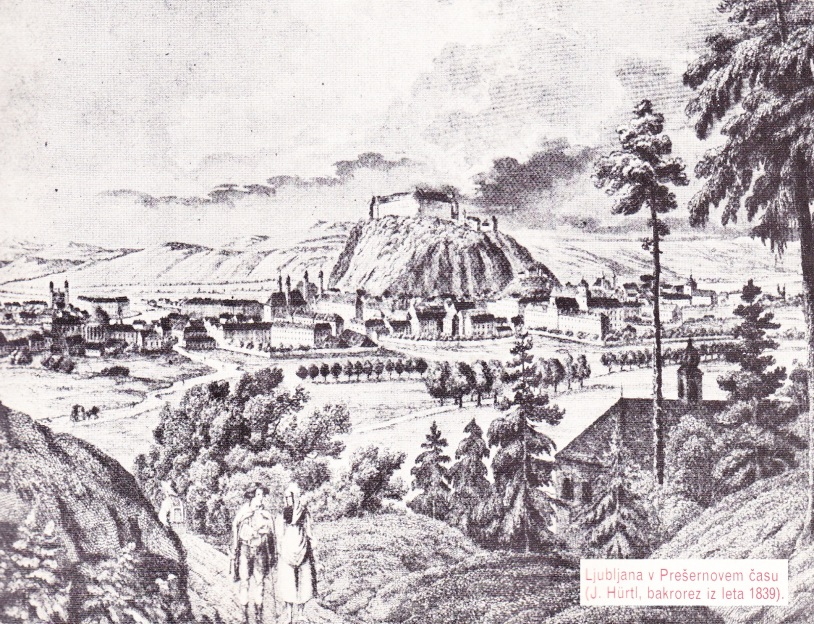 Ljubljana v Prešernovem času
(J. Hürtl, bakrorez iz leta 1839).